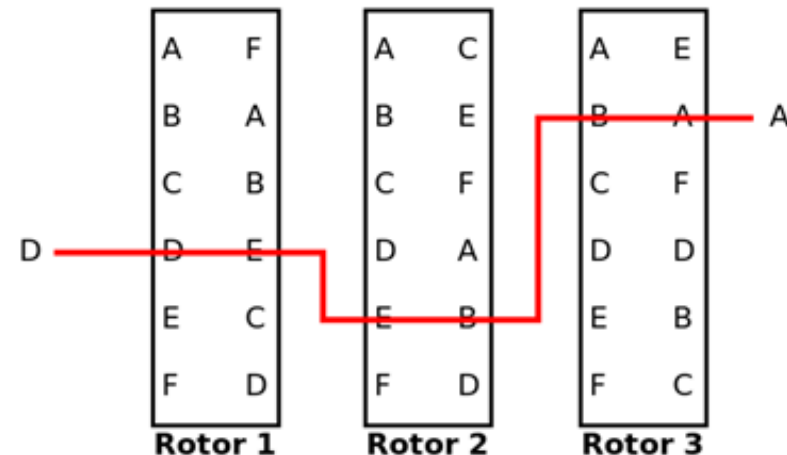 A F A C A E
B A B E B A A
C B C F C F
D D E D A D D
E C E B E B
F D F D F C
Rotor 1 Rotor 2 Rotor 3